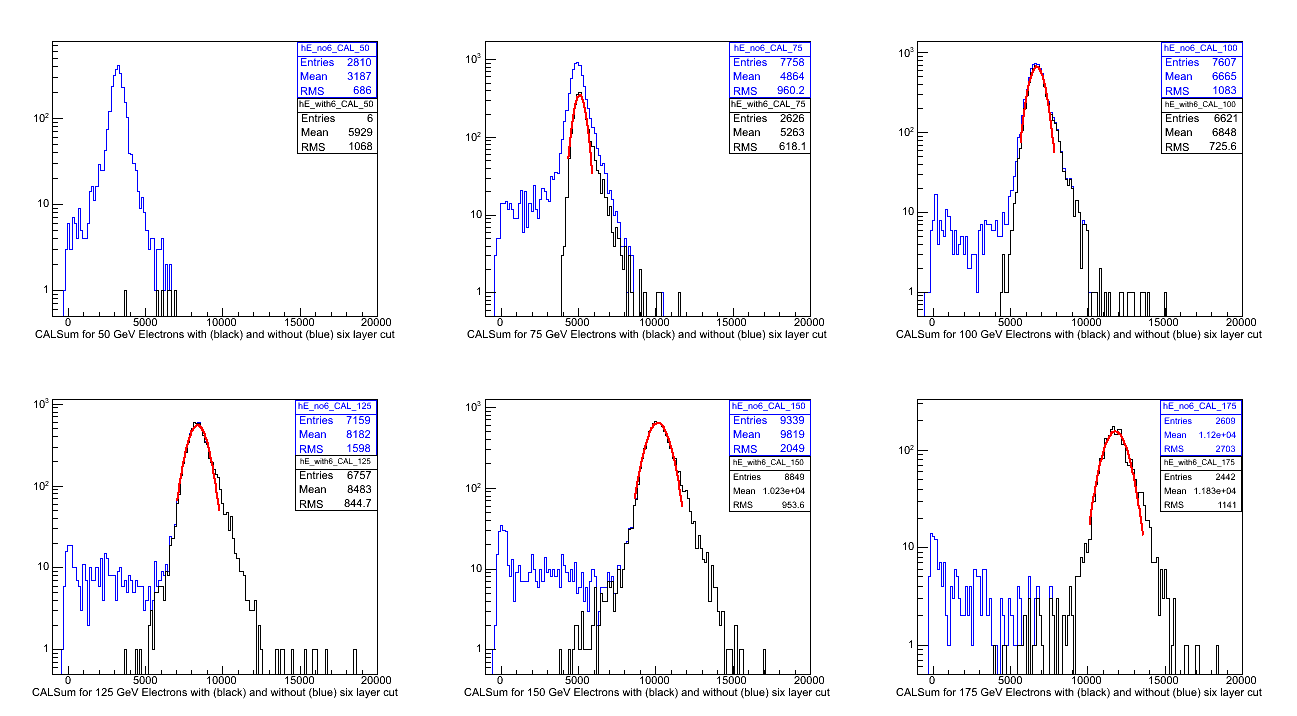 hE_no6_CAL_50
Entries 2810
Mean 3187
RMS 686
hE_with6_CAL_50
Entries 6
Mean 5929
RMS 1068
10²
10
1
0 5000 10000 15000 20000
CALSum for 50 GeV Electrons with (black) and without (blue) six layer cut
hE_no6_CAL_75
Entries 7758
Mean 4864
RMS 960.2
hE_with6_CAL_75
Entries 2626
Mean 5263
RMS 618.1
10³
10²
10
1
0 5000 10000 15000 20000
CALSum for 75 GeV Electrons with (black) and without (blue) six layer cut
hE_no6_CAL_100
Entries 7607
Mean 6665
RMS 1083
hE_with6_CAL_100
Entries 6621
Mean 6848
RMS 725.6
10³
10²
10
1
0 5000 10000 15000 20000
CALSum for 100 GeV Electrons with (black) and without (blue) six layer cut
hE_no6_CAL_125
Entries 7159
Mean 8182
RMS 1598
hE_with6_CAL_125
Entries 6757
Mean 8483
RMS 844.7
10³
10²
10
1
0 5000 10000 15000 20000
CALSum for 125 GeV Electrons with (black) and without (blue) six layer cut
hE_no6_CAL_150
Entries 9339
Mean 9819
RMS 2049
hE_with6_CAL_150
Entries 8849
Mean 1.023e+04
RMS 953.6
10³
10²
10
1
0 5000 10000 15000 20000
CALSum for 150 GeV Electrons with (black) and without (blue) six layer cut
hE_no6_CAL_175
Entries 2609
Mean 1.12e+04
RMS 2703
hE_with6_CAL_175
Entries 2442
Mean 1.183e+04
RMS 1141
10²
10
1
0 5000 10000 15000 20000
CALSum for 175 GeV Electrons with (black) and without (blue) six layer cut